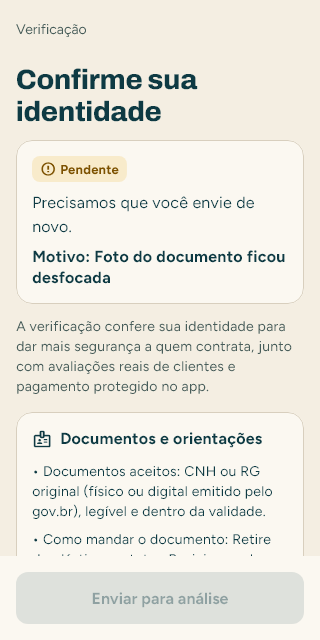 Verificação
Confirme sua
identidade
Pendente
Precisamos que você envie de
novo.
Motivo: Foto do documento ficou
desfocada
A verificação confere sua identidade para
dar mais segurança a quem contrata, junto
com avaliações reais de clientes e
pagamento protegido no app.
Documentos e orientações
• Documentos aceitos: CNH ou RG
original (físico ou digital emitido pelo
gov.br), legível e dentro da validade.
• Como mandar o documento: Retire
Enviar para análise